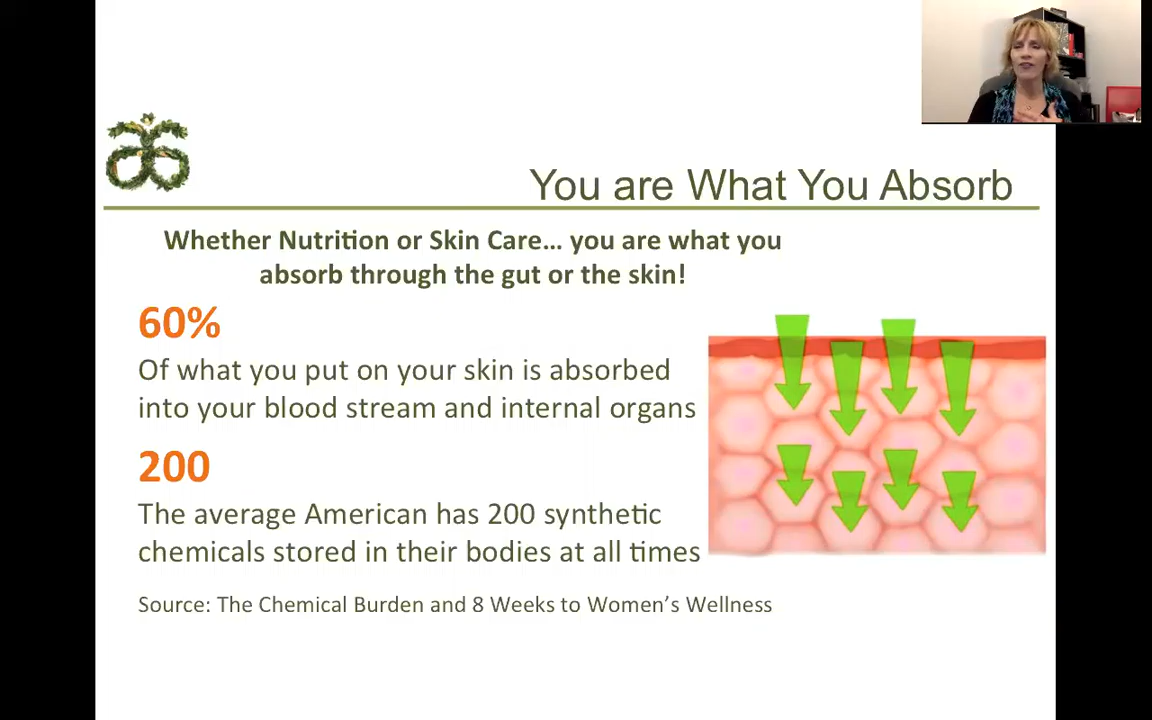 You are What You Absorb
Whether Nutrition or Skin Care... you are what you
absorb through the gut or the skin!
60%
Of what you put on your skin is absorbed
into your blood stream and internal organs
200
The average American has 200 synthetic
chemicals stored in their bodies at all times
Source: The Chemical Burden and 8 Weeks to Women’s Wellness